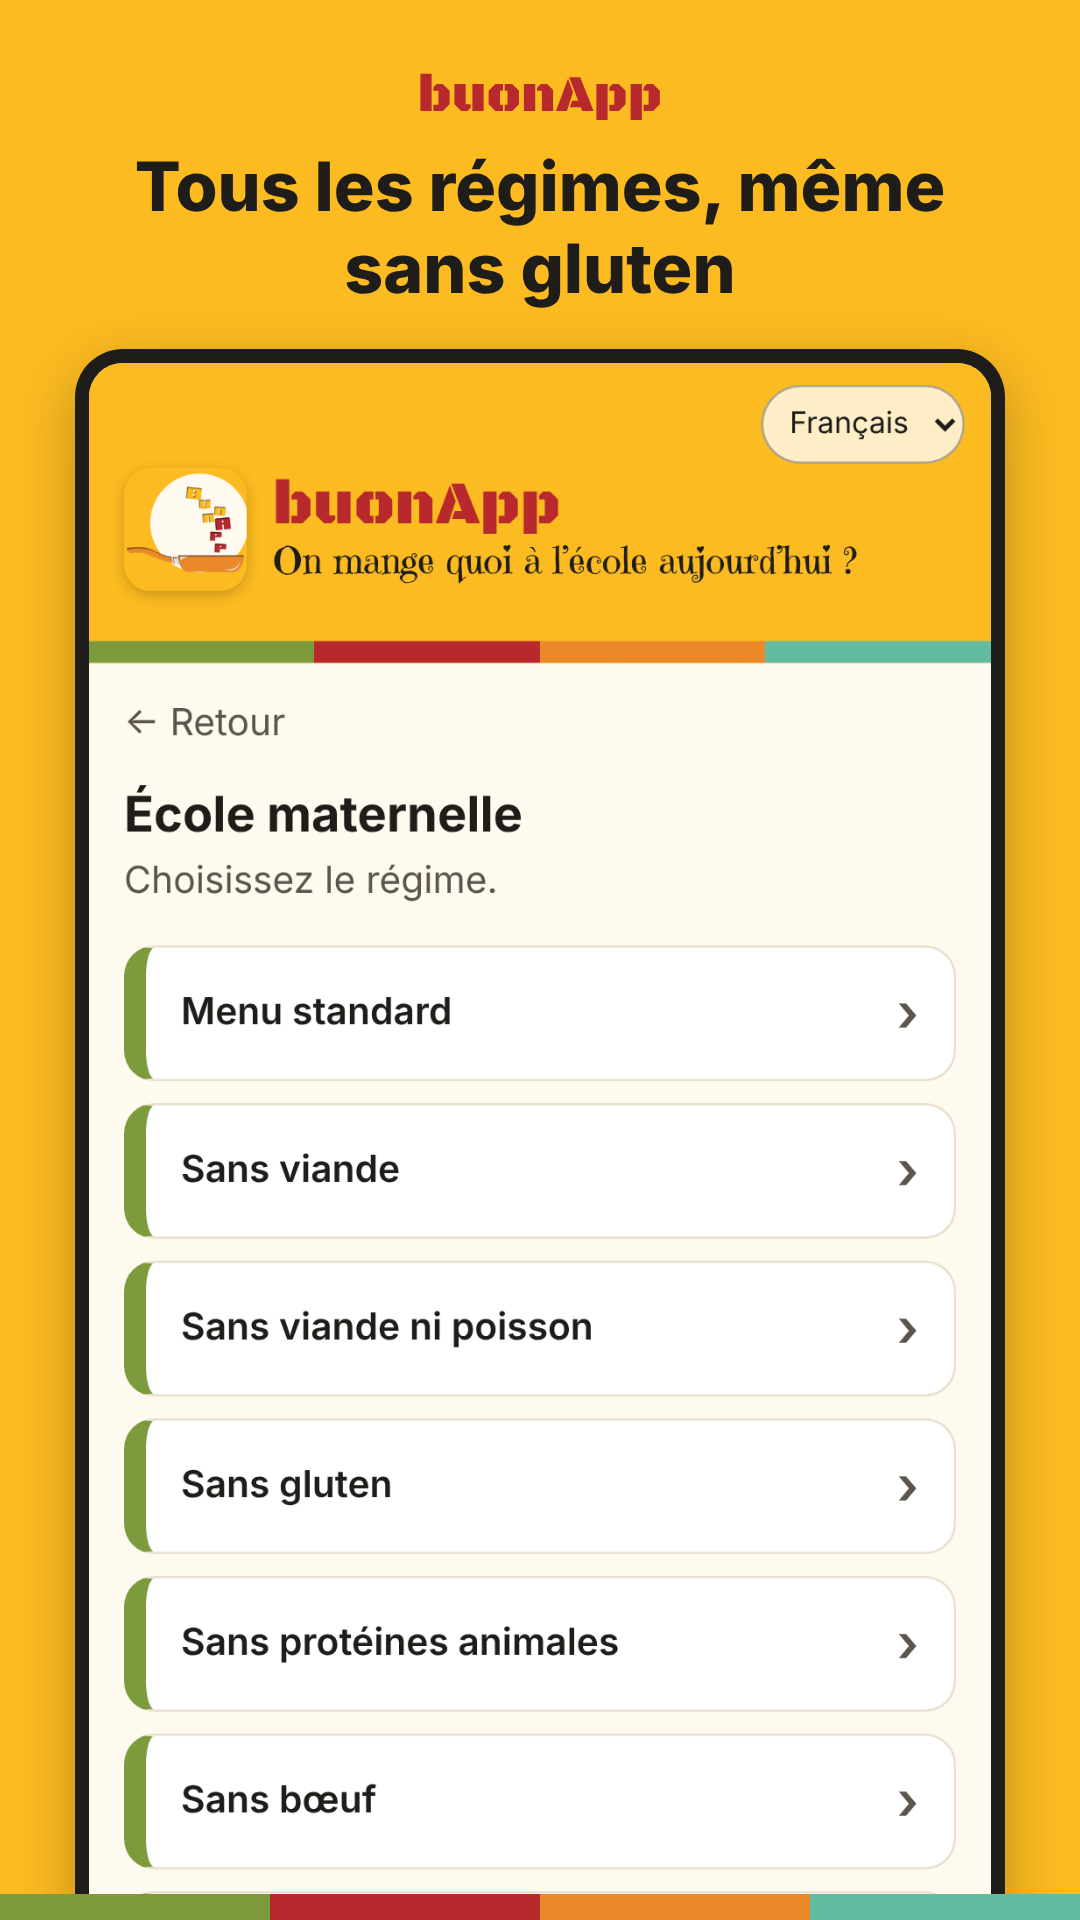 buonApp
Tous les régimes, même
sans gluten
Français
buonApp
On mange quoi à l'école aujourd'hui ?
← Retour
École maternelle
Choisissez le régime.
Menu standard
Sans viande
Sans viande ni poisson
Sans gluten
Sans protéines animales
Sans bœuf